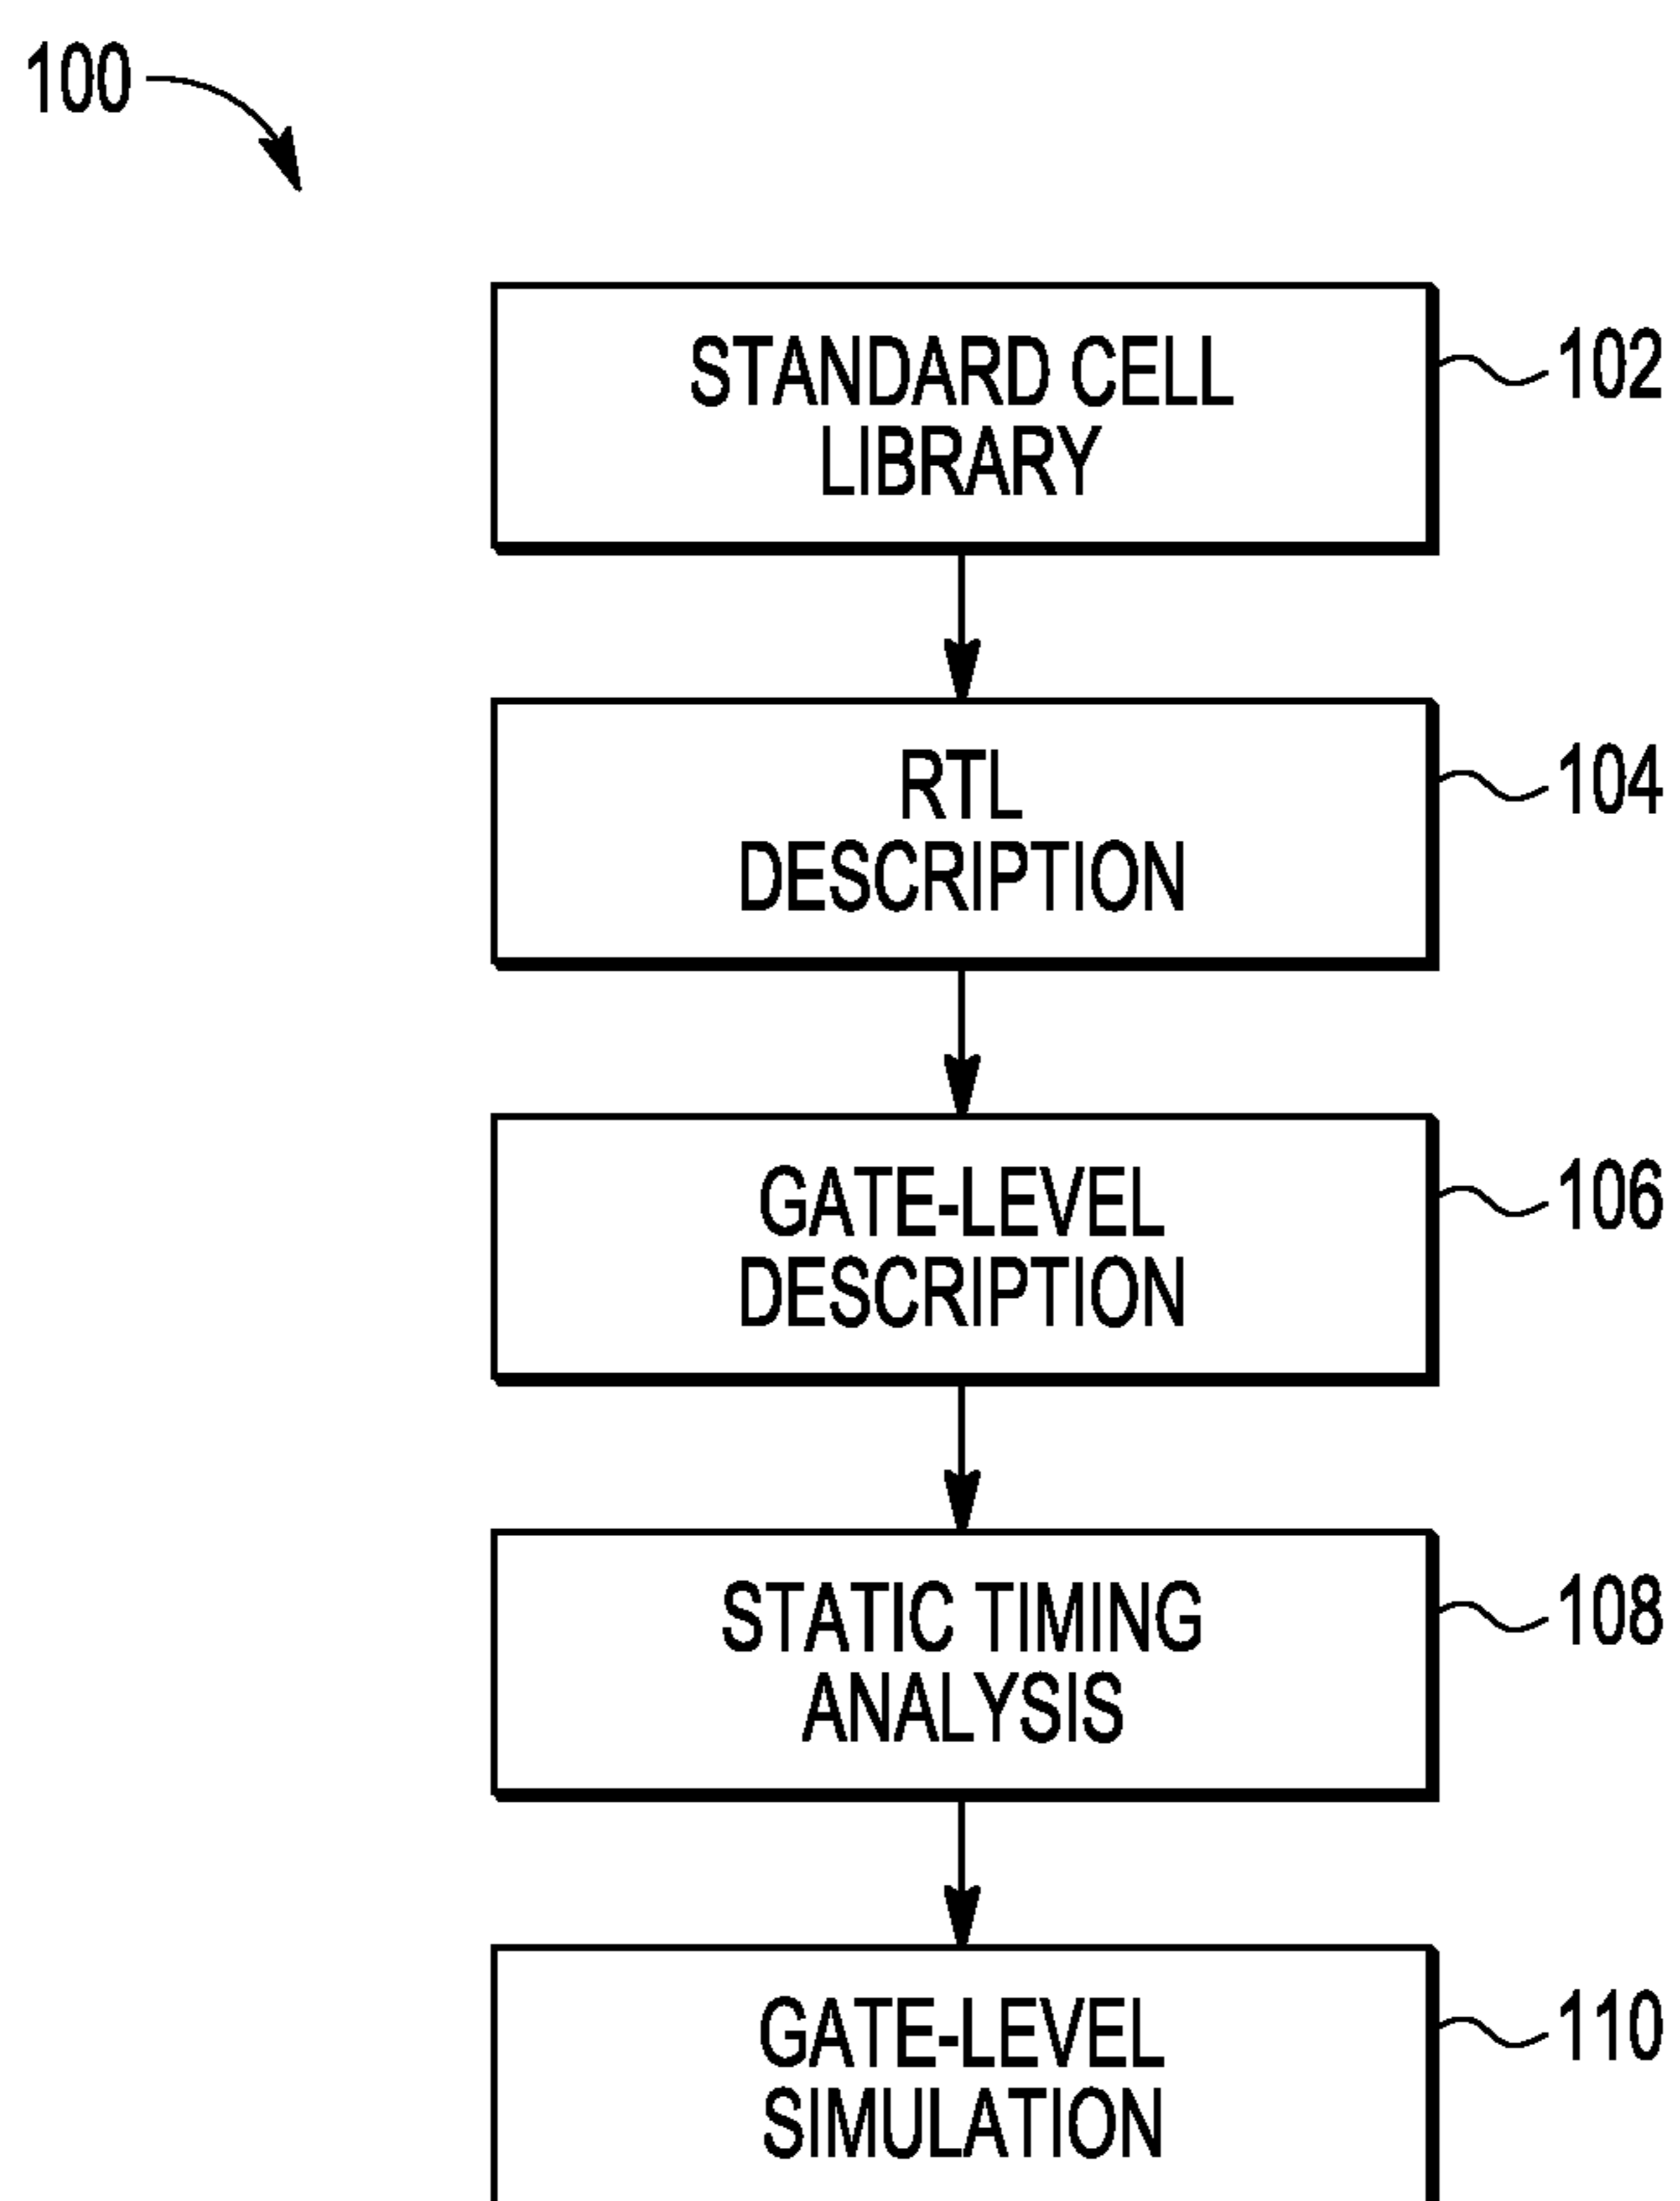 100
STANDARD CELL
LIBRARY
102
RTL
DESCRIPTION
104
GATE-LEVEL
DESCRIPTION
106
STATIC TIMING
ANALYSIS
108
GATE-LEVEL
SIMULATION
110